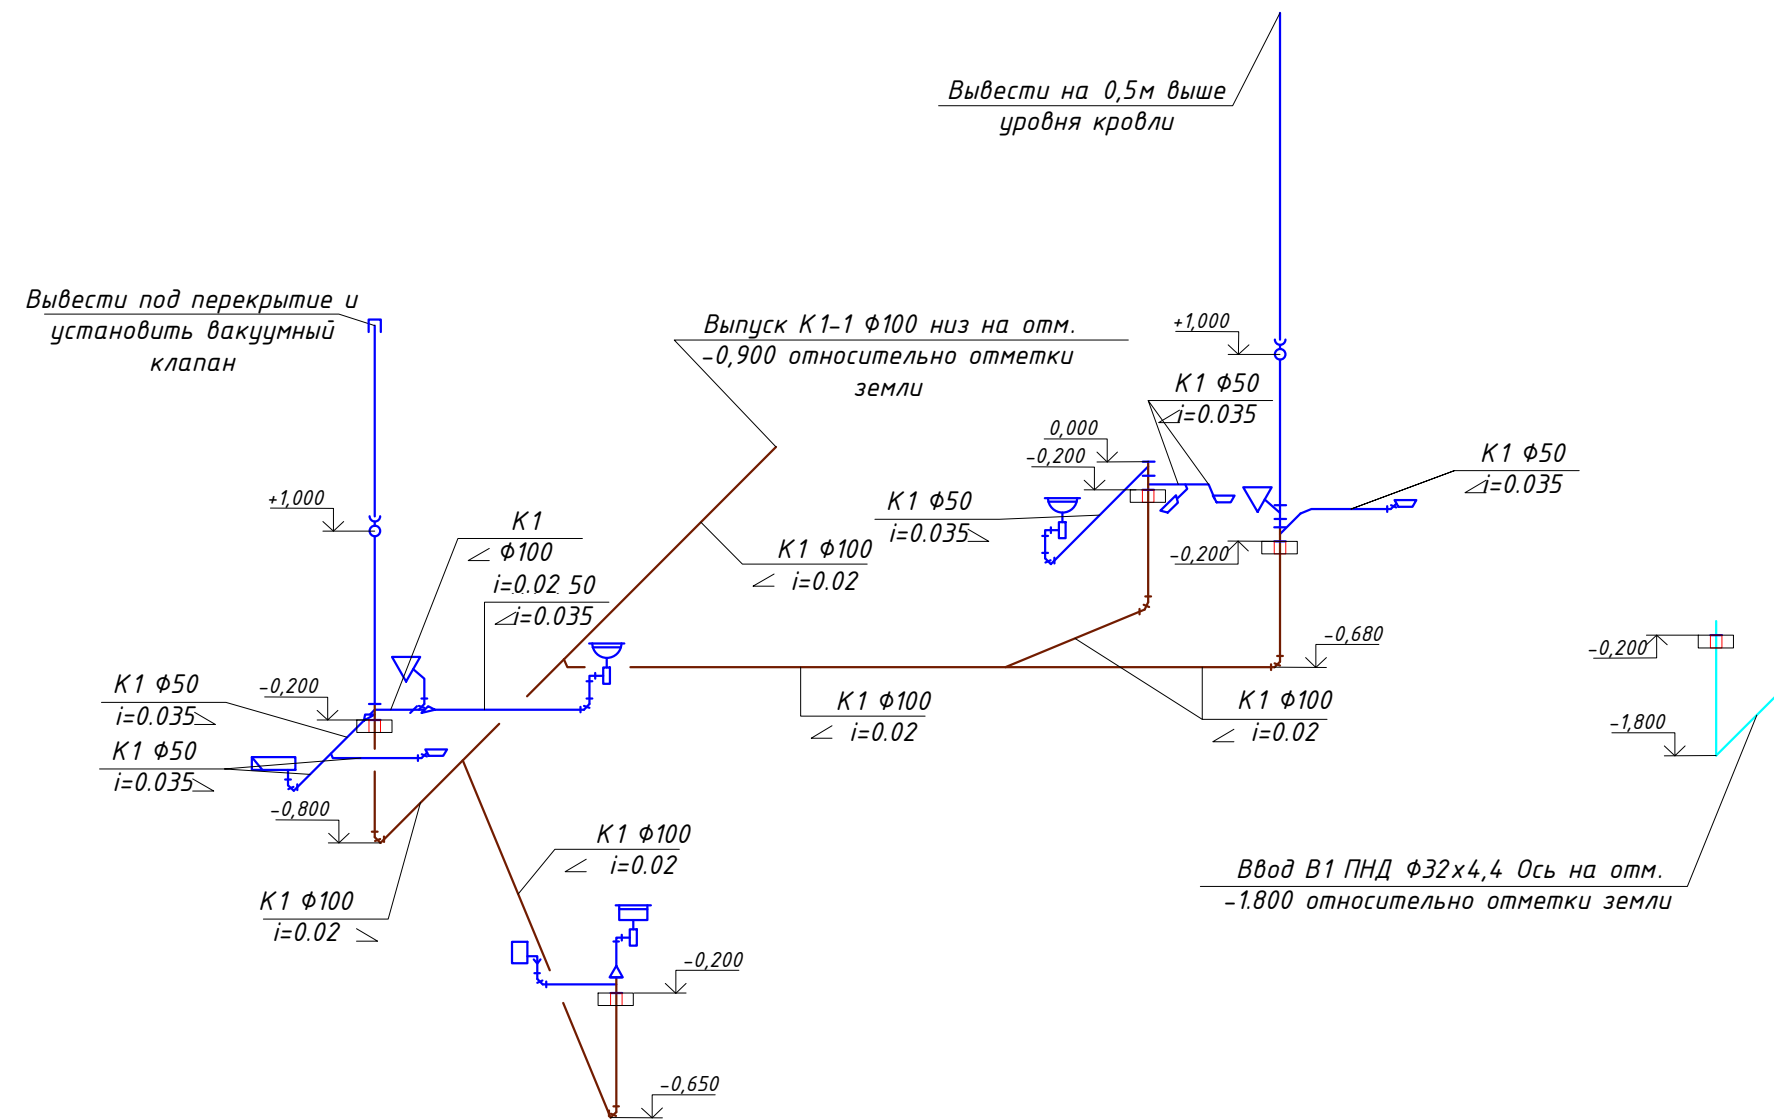 Вывести на 0,5м выше
уровня кровли
Вывести под перекрытие и
установить вакуумный
клапан
Выпуск К1-1 Ф100 низ на отм.
-0,900 относительно отметки
земли
+1,000
К1 Ф50
i=0.035
0,000
-0,200
К1 Ф50
i=0.035
К1 Ф50
i=0.035
-0,200
+1,000
К1
Ф100
i=0.02 50
i=0.035
К1 Ф100
i=0.02
-0,680
-0,200
К1 Ф50
i=0.035
-0,200
К1 Ф100
i=0.02
К1 Ф100
i=0.02
-1,800
К1 Ф50
i=0.035
-0,800
К1 Ф100
i=0.02
Ввод В1 ПНД Ф32х4,4 Ось на отм.
-1.800 относительно отметки земли
К1 Ф100
i=0.02
-0,200
-0,650